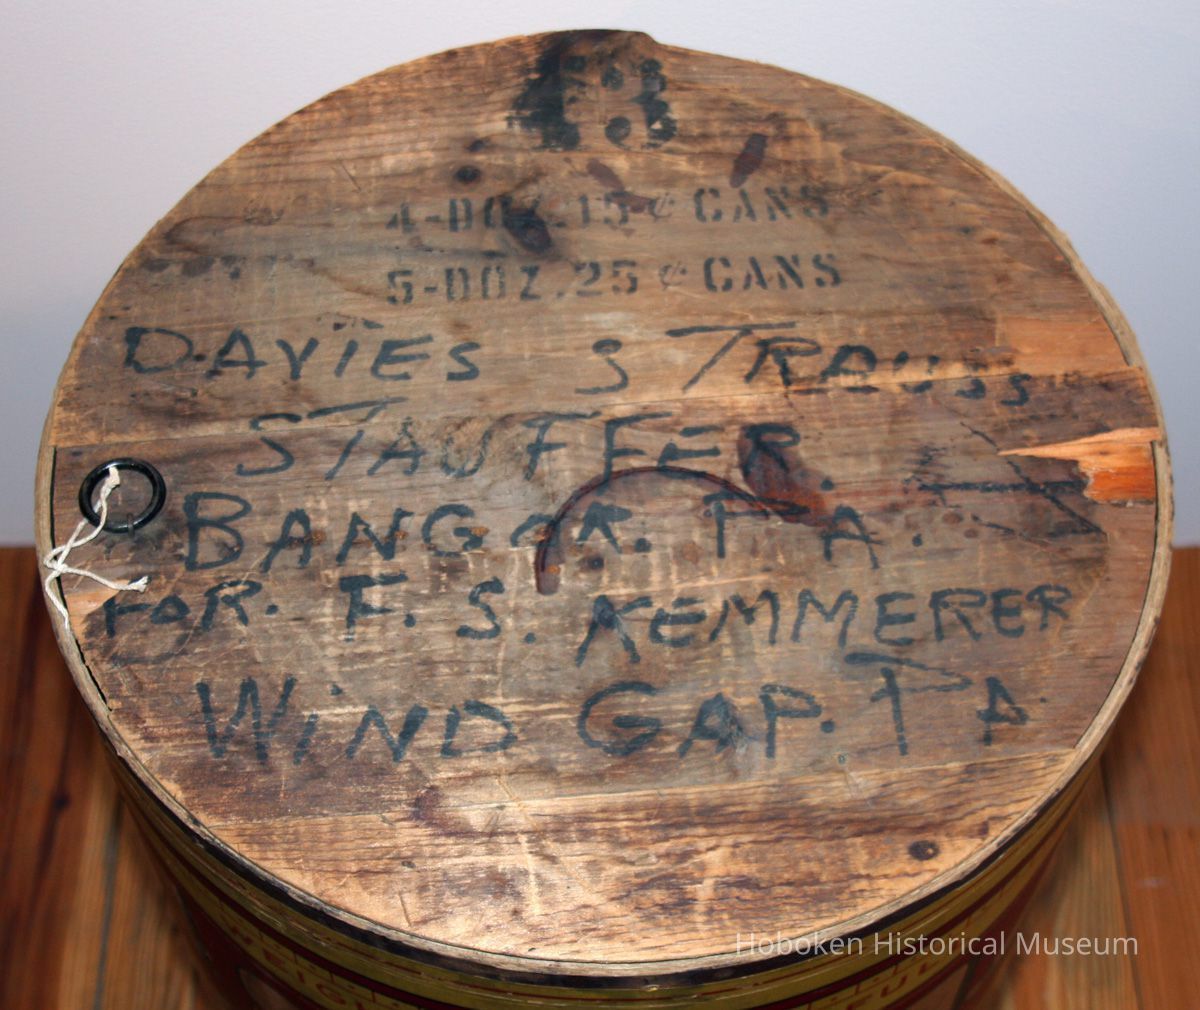 4-DOZ.15¢ CANS
5-DOZ.25¢ CANS
DAVIES STRAUSS
STAUFFER.
BANGOR. PA.
FOR. F. S. KEMMERER
WIND GAP. PA.
Hoboken Historical Museum